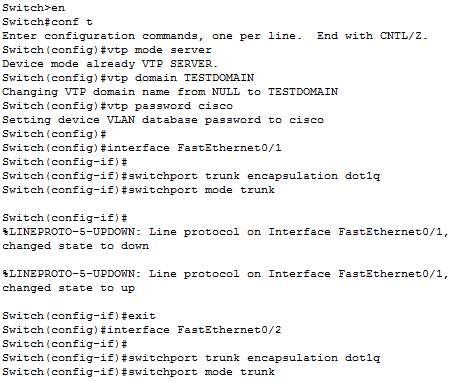 Switch>en
Switch#conf t
Enter configuration commands, one per line.  End with CNTL/Z.
Switch(config)#vtp mode server
Device mode already VTP SERVER.
Switch(config)#vtp domain TESTDOMAIN
Changing VTP domain name from NULL to TESTDOMAIN
Switch(config)#vtp password cisco
Setting device VLAN database password to cisco
Switch(config)#
Switch(config)#interface FastEthernet0/1
Switch(config-if)#
Switch(config-if)#switchport trunk encapsulation dot1q
Switch(config-if)#switchport mode trunk
Switch(config-if)#
%LINEPROTO-5-UPDOWN: Line protocol on Interface FastEthernet0/1,
changed state to down
%LINEPROTO-5-UPDOWN: Line protocol on Interface FastEthernet0/1,
changed state to up
Switch(config-if)#exit
Switch(config)#interface FastEthernet0/2
Switch(config-if)#
Switch(config-if)#switchport trunk encapsulation dot1q
Switch(config-if)#switchport mode trunk